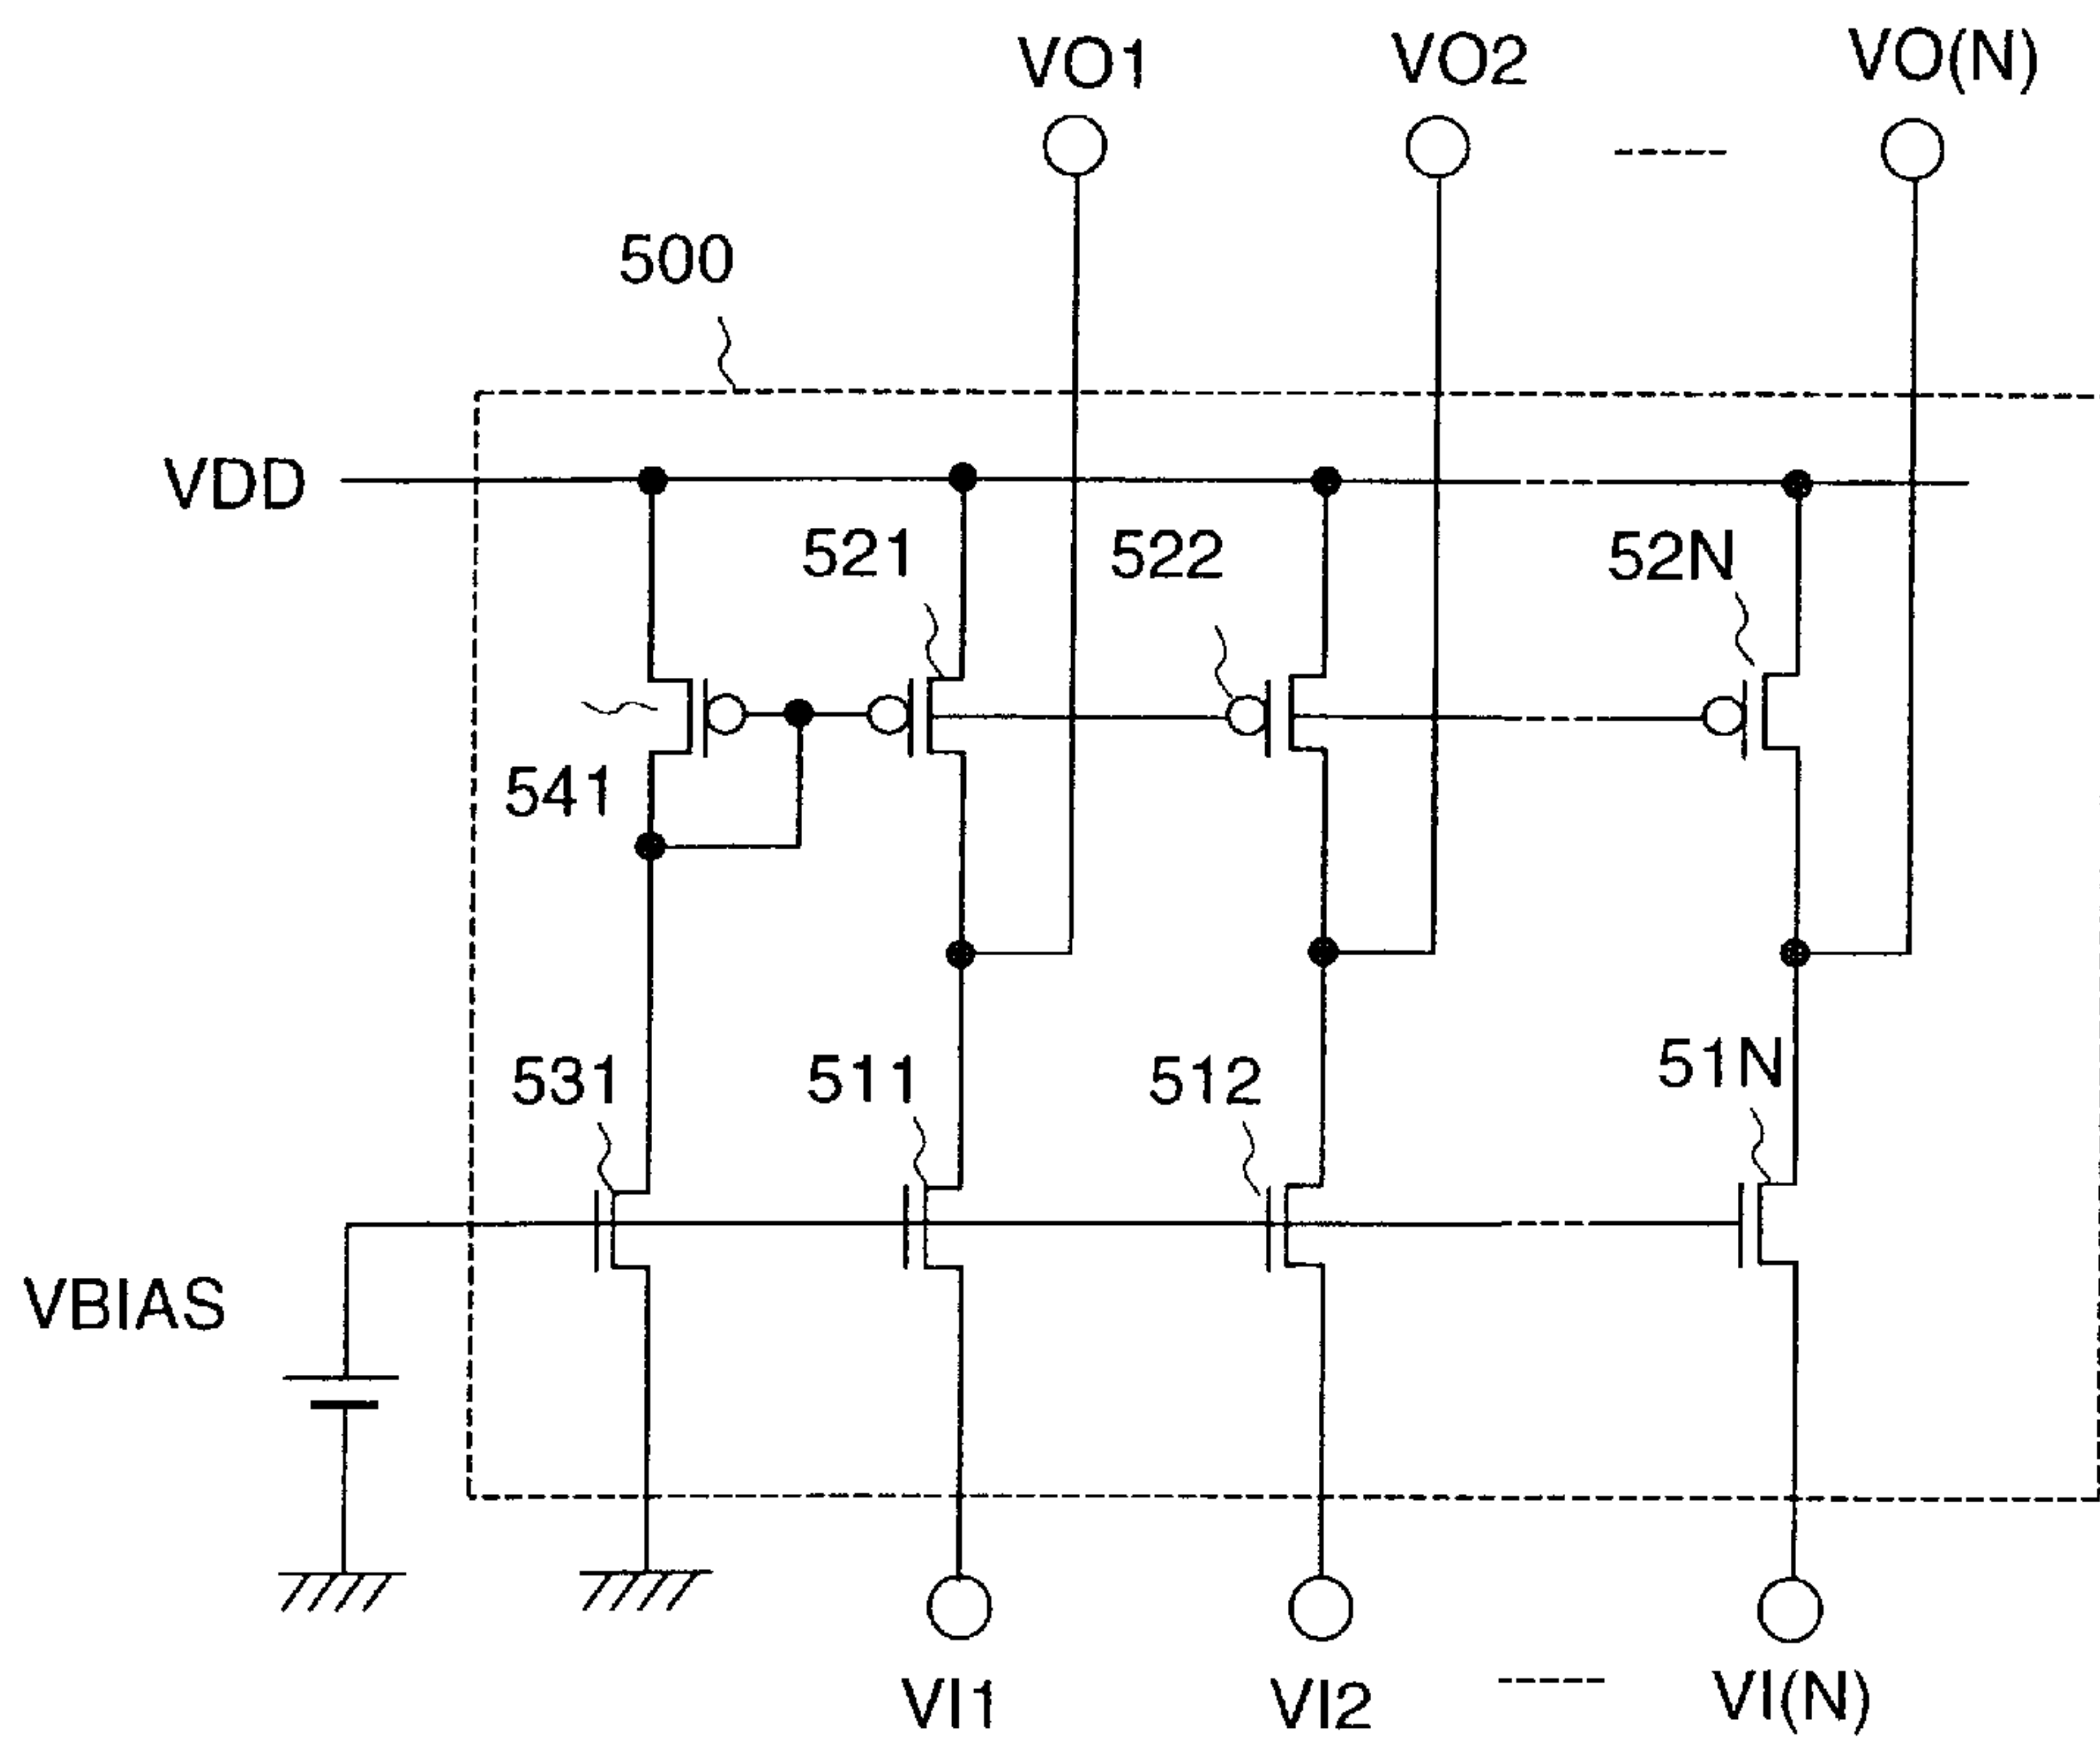 VO1 VO2 VO(N)
500
VDD
521 522 52N
541
531 511 512 51N
VBIAS
VI1 VI2 VI(N)